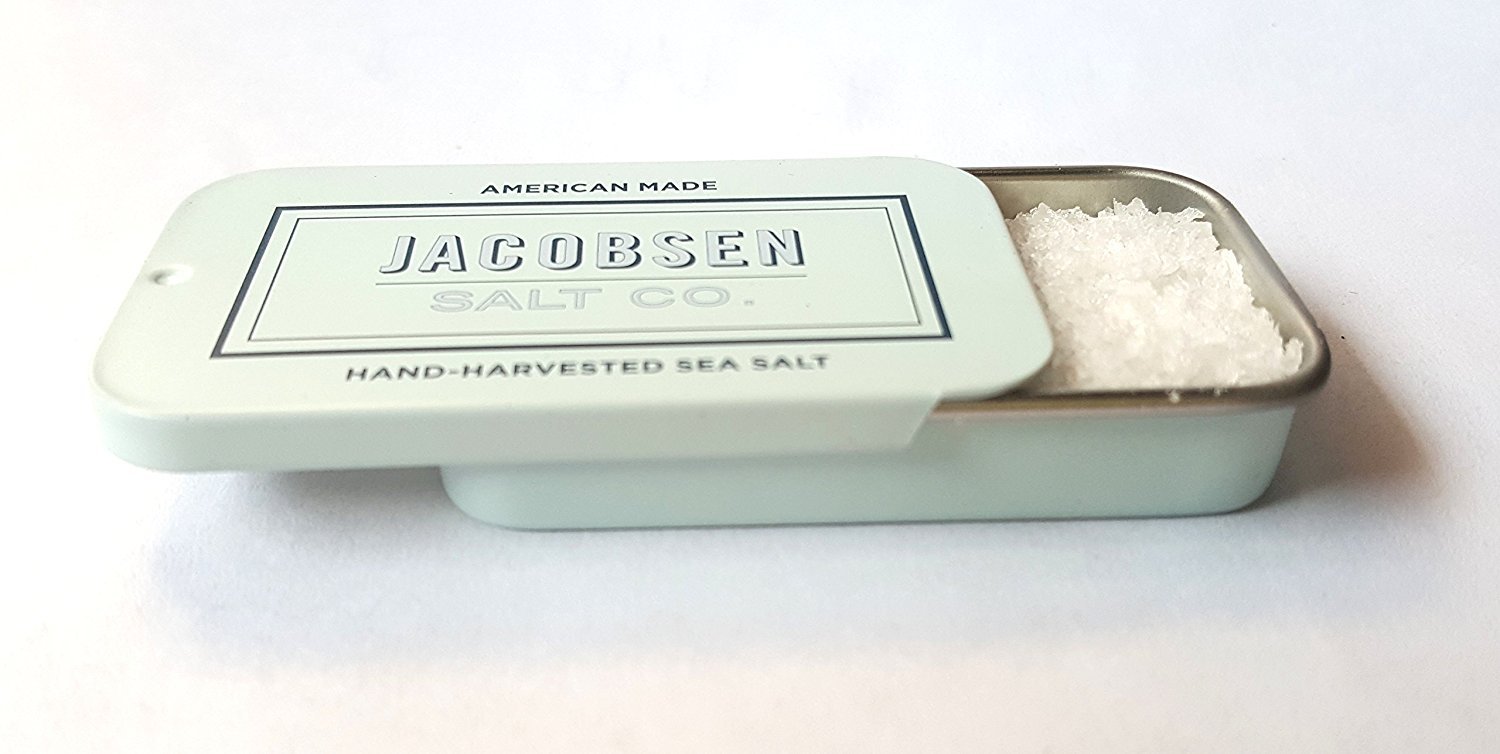 AMERICAN MADE
JACOBSEN
SALT CO.
HAND-HARVESTED SEA SALT